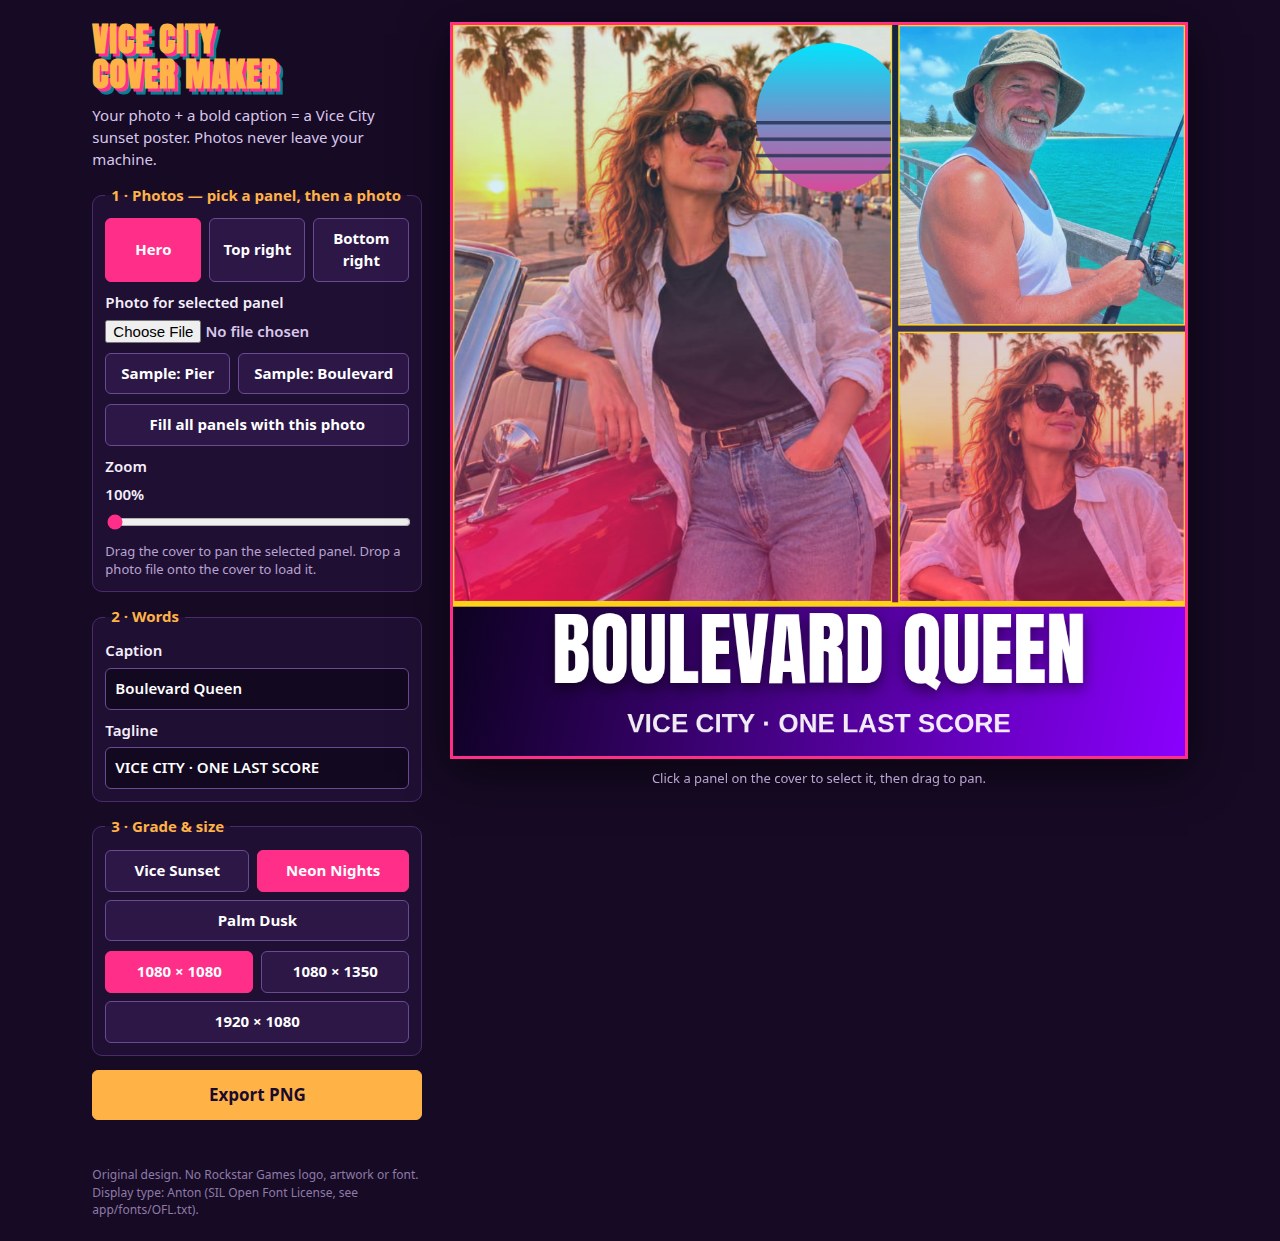 VICE CITY
COVER MAKER
Your photo + a bold caption = a Vice City
sunset poster. Photos never leave your
machine.
1 · Photos — pick a panel, then a photo
Hero
Top right
Bottom
right
Photo for selected panel
Choose File No file chosen
Sample: Pier
Sample: Boulevard
Fill all panels with this photo
Zoom
100%
Drag the cover to pan the selected panel. Drop a
photo file onto the cover to load it.
2 · Words
Caption
Boulevard Queen
Tagline
VICE CITY · ONE LAST SCORE
3 · Grade & size
Vice Sunset
Neon Nights
Palm Dusk
1080 × 1080
1080 × 1350
1920 × 1080
Export PNG
Original design. No Rockstar Games logo, artwork or font.
Display type: Anton (SIL Open Font License, see
app/fonts/OFL.txt).
BOULEVARD QUEEN
VICE CITY · ONE LAST SCORE
Click a panel on the cover to select it, then drag to pan.